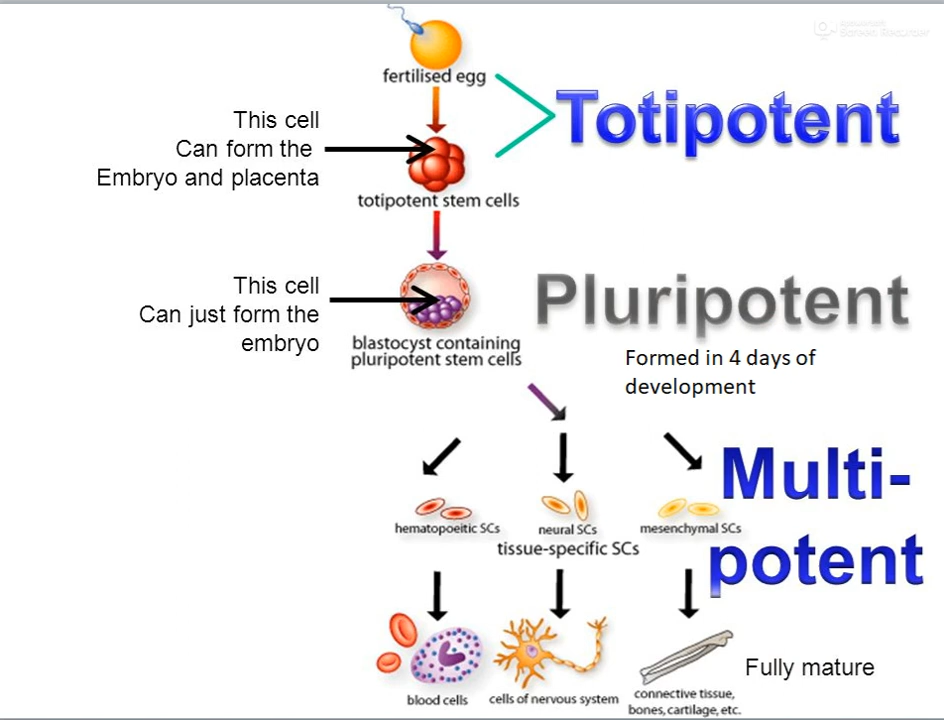 Screen Recorder
fertilised egg
Totipotent
This cell
Can form the
Embryo and placenta
totipotent stem cells
This cell
Can just form the
embryo
Pluripotent
blastocyst containing
pluripotent stem cells
Formed in 4 days of
development
Multi-
potent
hematopoeitic SCs
neural SCs
mesenchymal SCs
tissue-specific SCs
blood cells
cells of nervous system
connective tissue,
bones, cartilage, etc.
Fully mature